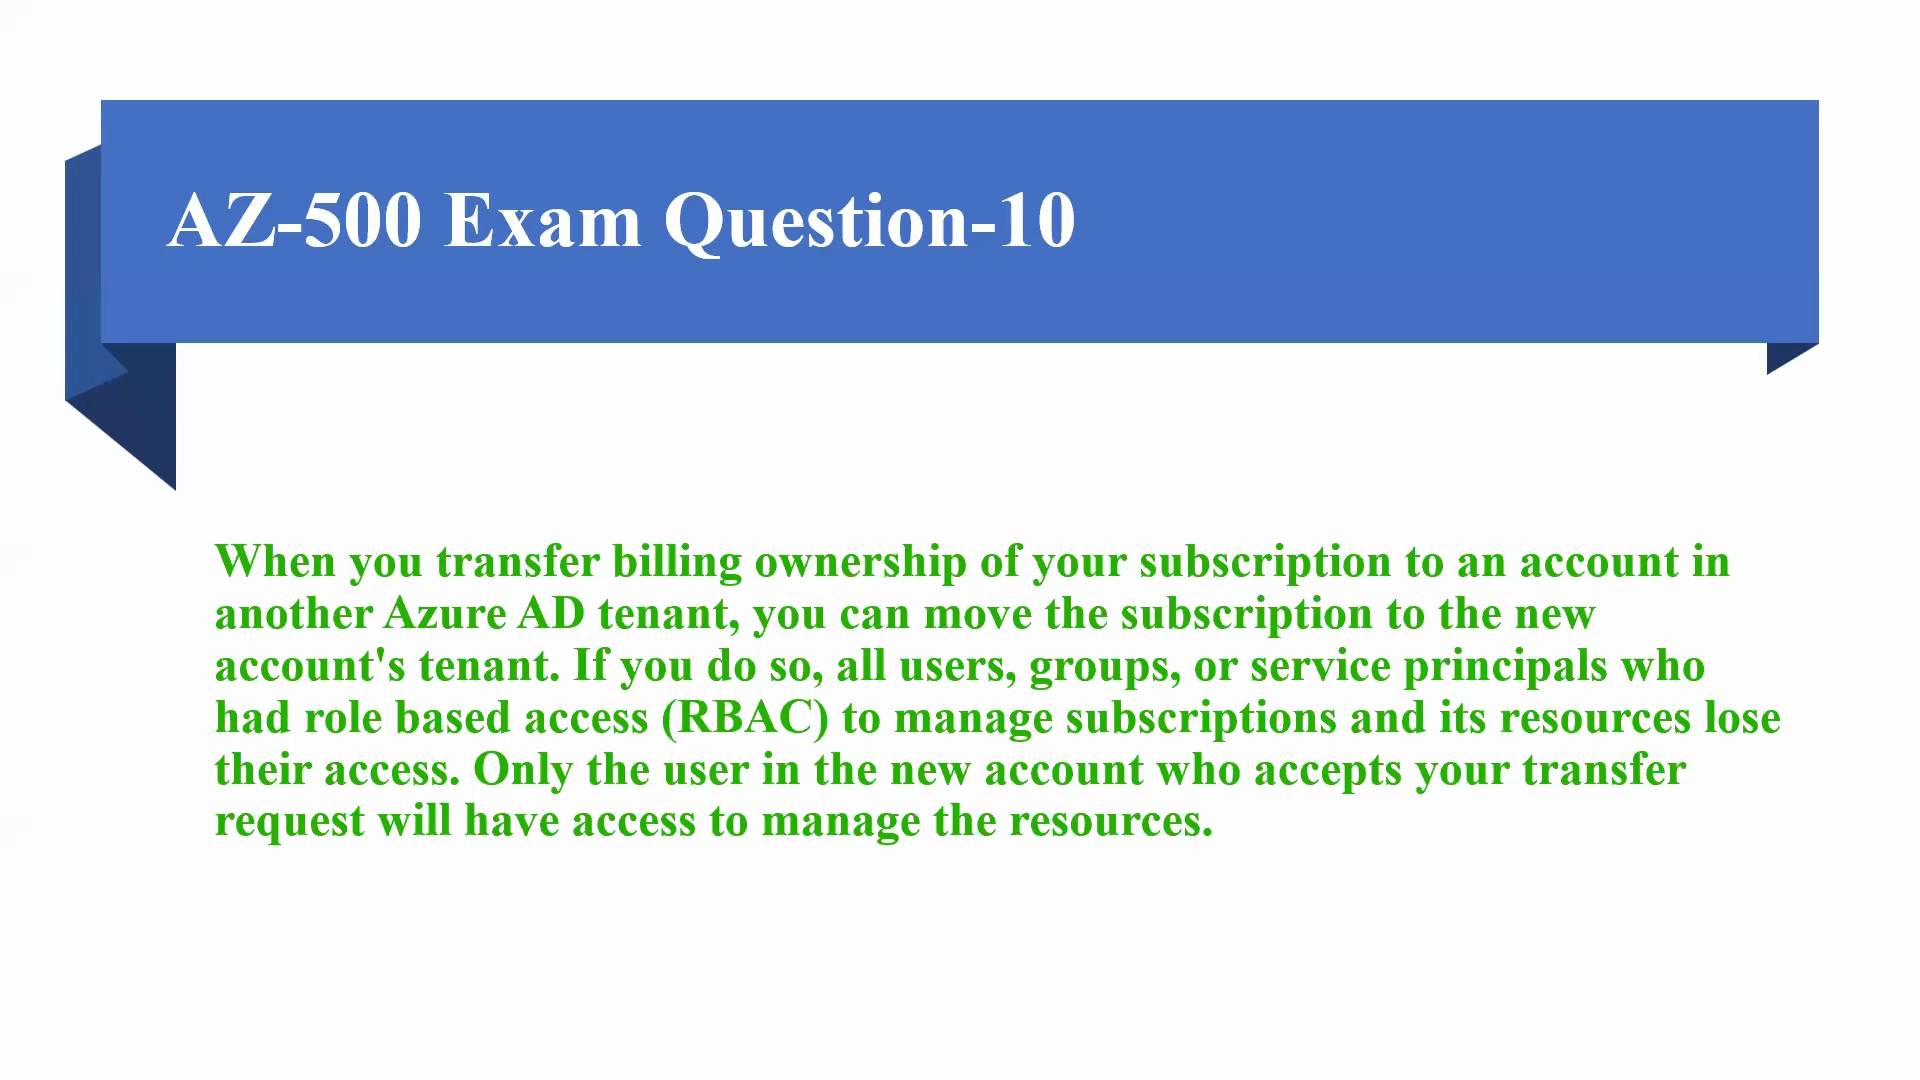 AZ-500 Exam Question-10
When you transfer billing ownership of your subscription to an account in
another Azure AD tenant, you can move the subscription to the new
account's tenant. If you do so, all users, groups, or service principals who
had role based access (RBAC) to manage subscriptions and its resources lose
their access. Only the user in the new account who accepts your transfer
request will have access to manage the resources.